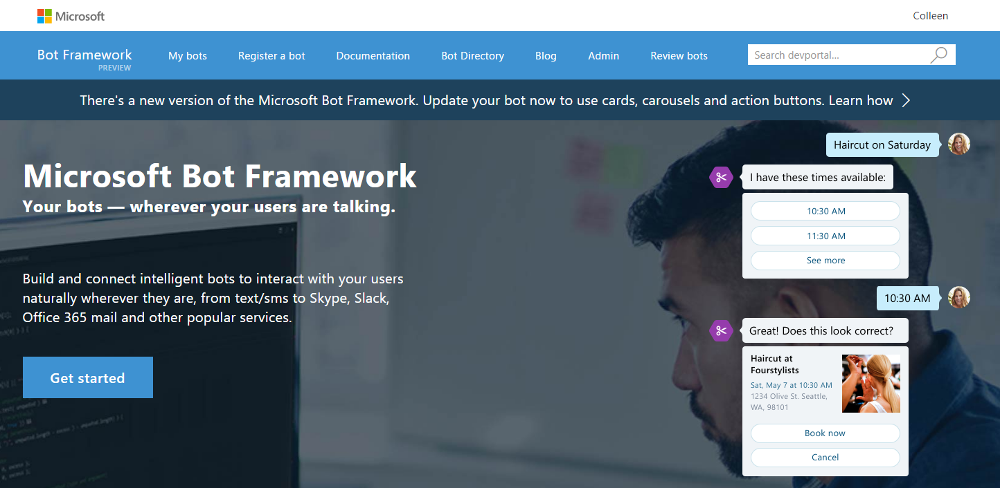 Microsoft
Colleen
Bot Framework
PREVIEW
My bots
Register a bot
Documentation
Bot Directory
Blog
Admin
Review bots
Search devportal...
There's a new version of the Microsoft Bot Framework. Update your bot now to use cards, carousels and action buttons. Learn how
Microsoft Bot Framework
Your bots — wherever your users are talking.
Build and connect intelligent bots to interact with your users
naturally wherever they are, from text/sms to Skype, Slack,
Office 365 mail and other popular services.
Get started
Haircut on Saturday
I have these times available:
10:30 AM
11:30 AM
See more
10:30 AM
Great! Does this look correct?
Haircut at
Fourstylists
Sat, May 7 at 10:30 AM
1234 Olive St. Seattle,
WA, 98101
Book now
Cancel